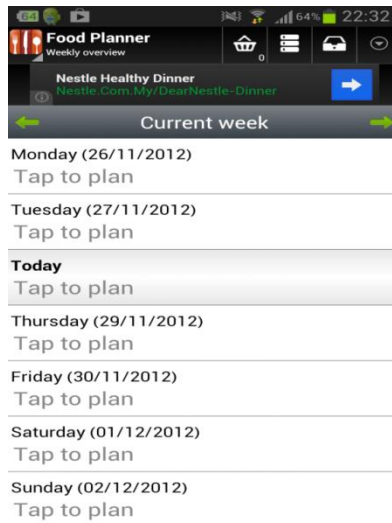 64 64% 22:32
Food Planner
Weekly overview
0
Nestle Healthy Dinner
Nestle.Com.My/DearNestle-Dinner
Current week
Monday (26/11/2012)
Tap to plan
Tuesday (27/11/2012)
Tap to plan
Today
Tap to plan
Thursday (29/11/2012)
Tap to plan
Friday (30/11/2012)
Tap to plan
Saturday (01/12/2012)
Tap to plan
Sunday (02/12/2012)
Tap to plan